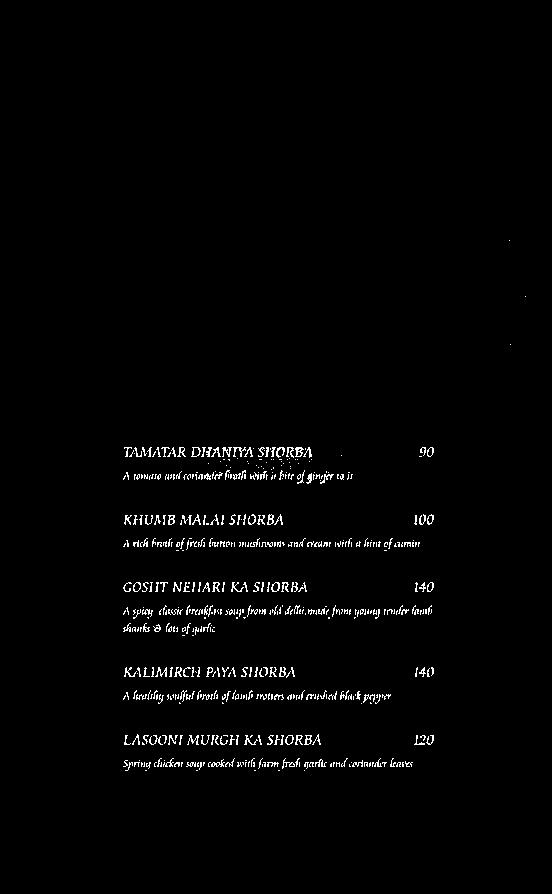 TAMATAR DHANIYA SHORBA 90
A tomato and coriander broth with a bite of ginger to it
KHUMB MALAI SHORBA 100
A rich broth of fresh button mushrooms and cream with a hint of cumin
GOSHT NEHARI KA SHORBA 140
A spicy classic breakfast soup from old delhi, made from young tender lamb
shanks & lots of garlic
KALIMIRCH PAYA SHORBA 140
A healthy soulful broth of lamb trotters and crushed black pepper
LASOONI MURGH KA SHORBA 120
Spring chicken soup cooked with farm fresh garlic and coriander leaves